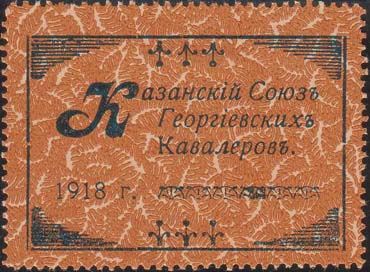 Казанскій Союзъ
Георгіевскихъ
Кавалеровъ.
1918 г.